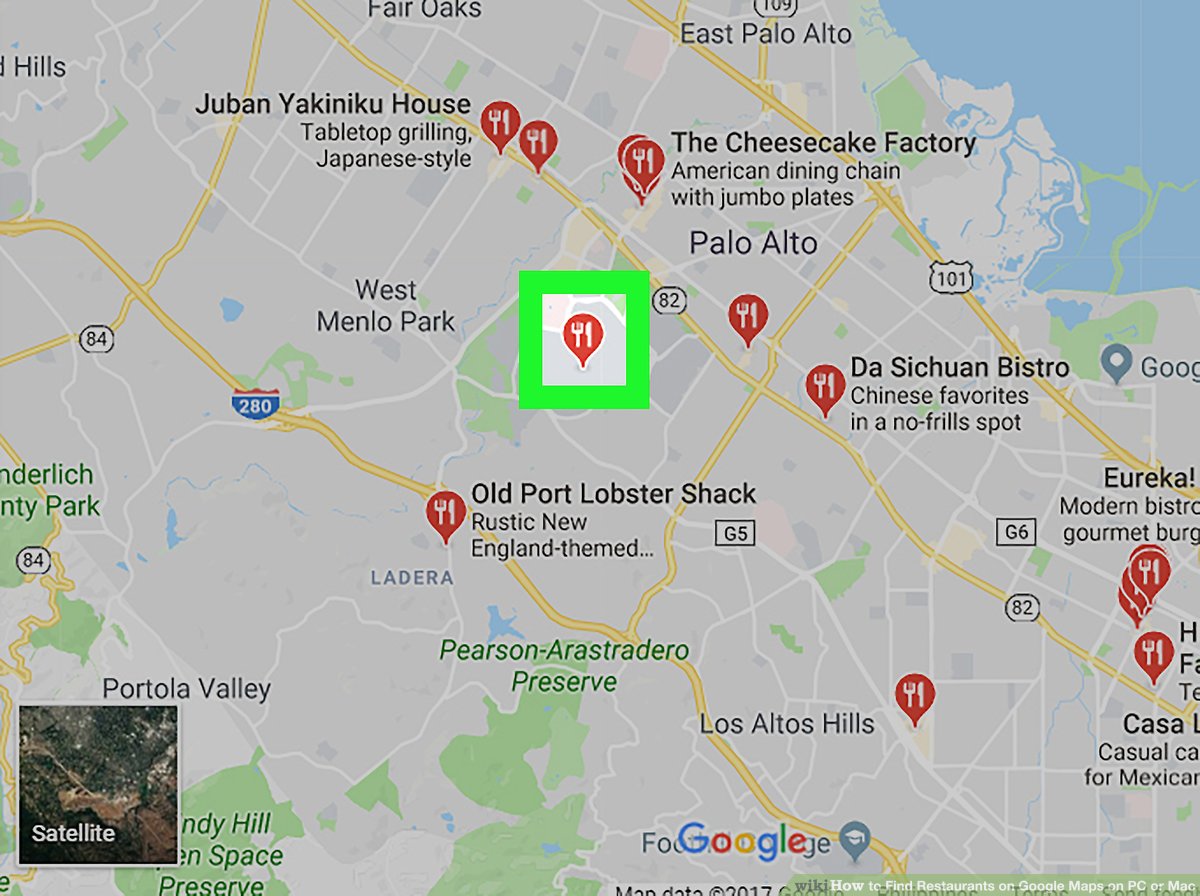 Fair Oaks
109
East Palo Alto
d Hills
Juban Yakiniku House
Tabletop grilling,
Japanese-style
The Cheesecake Factory
American dining chain
with jumbo plates
Palo Alto
101
82
West
Menlo Park
84
280
Da Sichuan Bistro
Chinese favorites
in a no-frills spot
Goog
nderlich
nty Park
Old Port Lobster Shack
Rustic New
England-themed...
G5
Eureka!
Modern bistro
gourmet burg
G6
84
LADERA
82
Pearson-Arastradero
Preserve
H
Fa
Te
Portola Valley
Los Altos Hills
Casa L
Casual ca
for Mexican
Satellite
ndy Hill
en Space
Preserve
Foo
Google
ge
Map data ©2017
wikiHow to Find Restaurants on Google Maps on PC or Mac